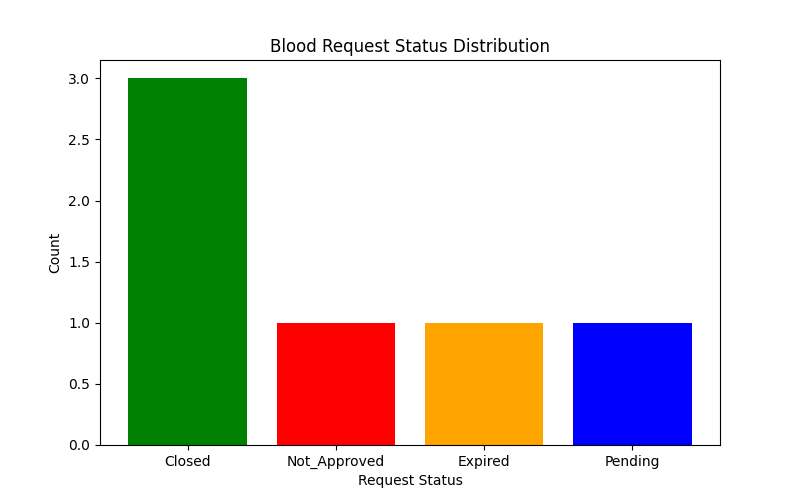 Blood Request Status Distribution
3.0
2.5
2.0
1.5
1.0
0.5
0.0
Count
Closed Not_Approved Expired Pending
Request Status